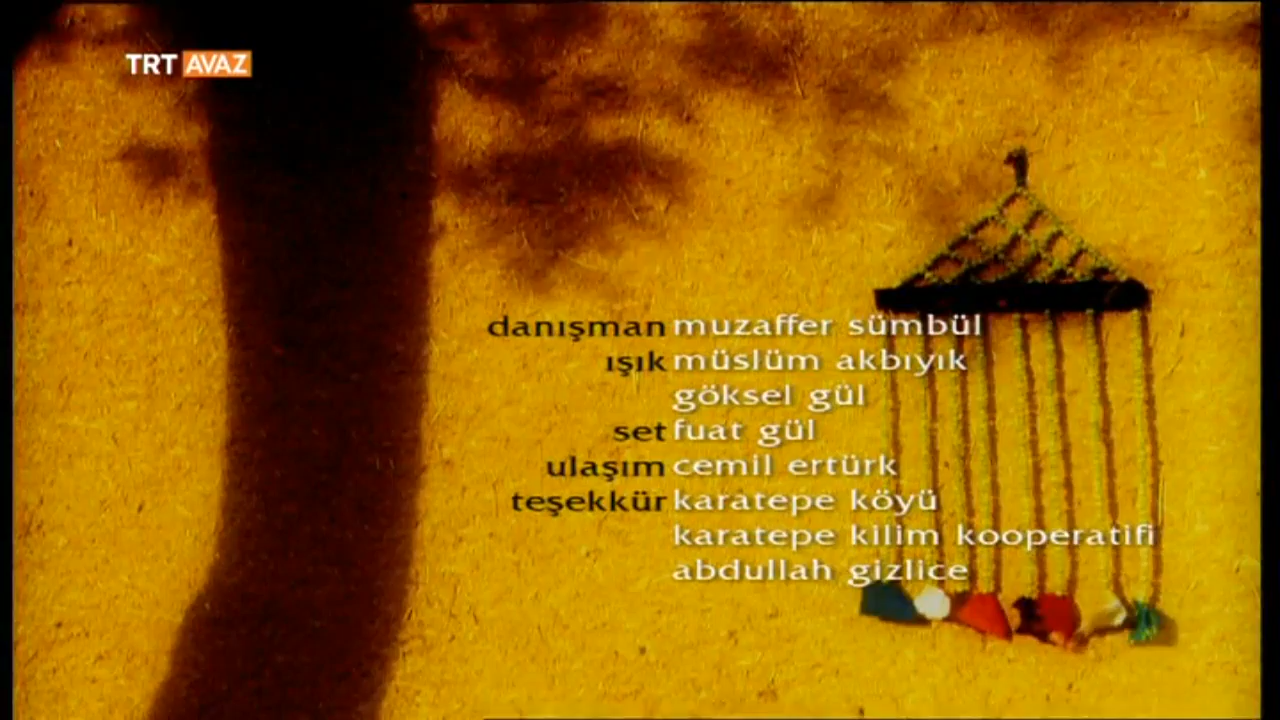 TRT AVAZ
danışman muzaffer sümbül
ışık müslüm akbıyık
göksel gül
set fuat gül
ulaşım cemil ertürk
teşekkür karatepe köyü
karatepe kilim kooperatifi
abdullah gizlice